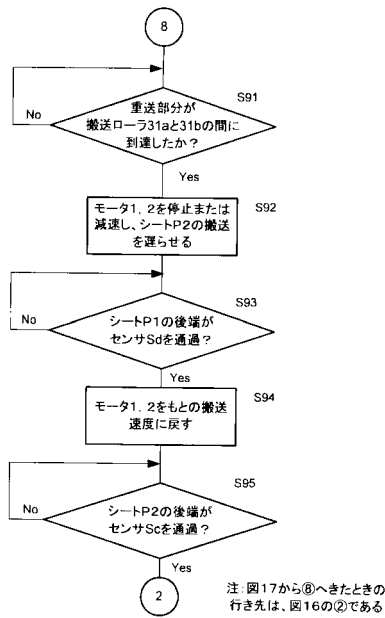 8
S91
重送部分が
搬送ローラ31aと31bの間に
到達したか?
No
Yes
S92
モータ1, 2を停止または
減速し、シートP2の搬送
を遅らせる
S93
シートP1の後端が
センサSdを通過?
No
Yes
S94
モータ1, 2をもとの搬送
速度に戻す
S95
シートP2の後端が
センサScを通過?
No
Yes
2
注:図17から⑧へきたときの
行き先は、図16の②である